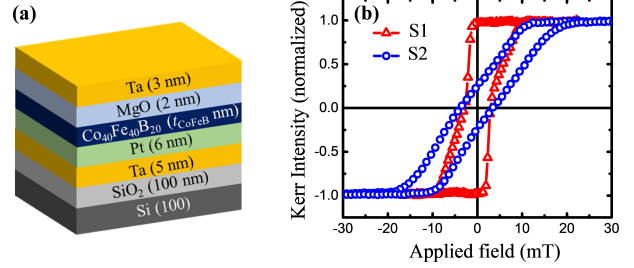 (a)
Ta (3 nm)
MgO (2 nm)
Co₄₀Fe₄₀B₂₀ (t_CoFeB nm)
Pt (6 nm)
Ta (5 nm)
SiO₂ (100 nm)
Si (100)
(b)
S1
S2
Kerr Intensity (normalized)
1.0
0.5
0.0
-0.5
-1.0
-30 -20 -10 0 10 20 30
Applied field (mT)